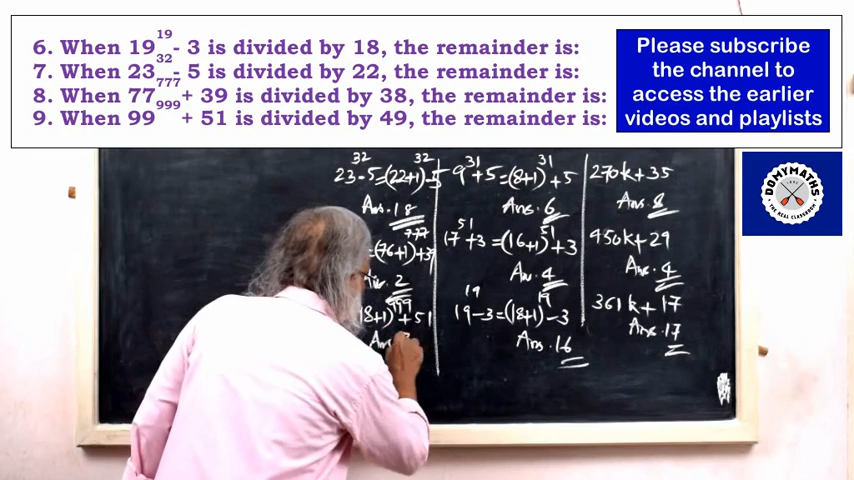 6. When 19^19 - 3 is divided by 18, the remainder is:
7. When 23^32 - 5 is divided by 22, the remainder is:
8. When 77^777 + 39 is divided by 38, the remainder is:
9. When 99^999 + 51 is divided by 49, the remainder is:
Please subscribe
the channel to
access the earlier
videos and playlists
DOMYMATHS
THE REAL CLASSROOM
23^32 - 5 = (22+1)^32 - 5
Ans. 18
= (76+1)^777 + 39
2
8+1)^999 + 51
Ans
9^31 + 5 = (8+1)^31 + 5
Ans. 6
17^51 + 3 = (16+1)^51 + 3
Ans. 4
19^19 - 3 = (18+1)^19 - 3
Ans. 16
270k + 35
Ans. 8
450k + 29
Ans. 4
361k + 17
Ans. 17